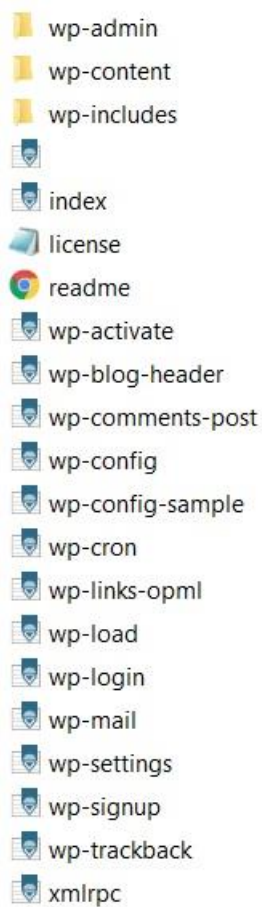 wp-admin
wp-content
wp-includes
index
license
readme
wp-activate
wp-blog-header
wp-comments-post
wp-config
wp-config-sample
wp-cron
wp-links-opml
wp-load
wp-login
wp-mail
wp-settings
wp-signup
wp-trackback
xmlrpc